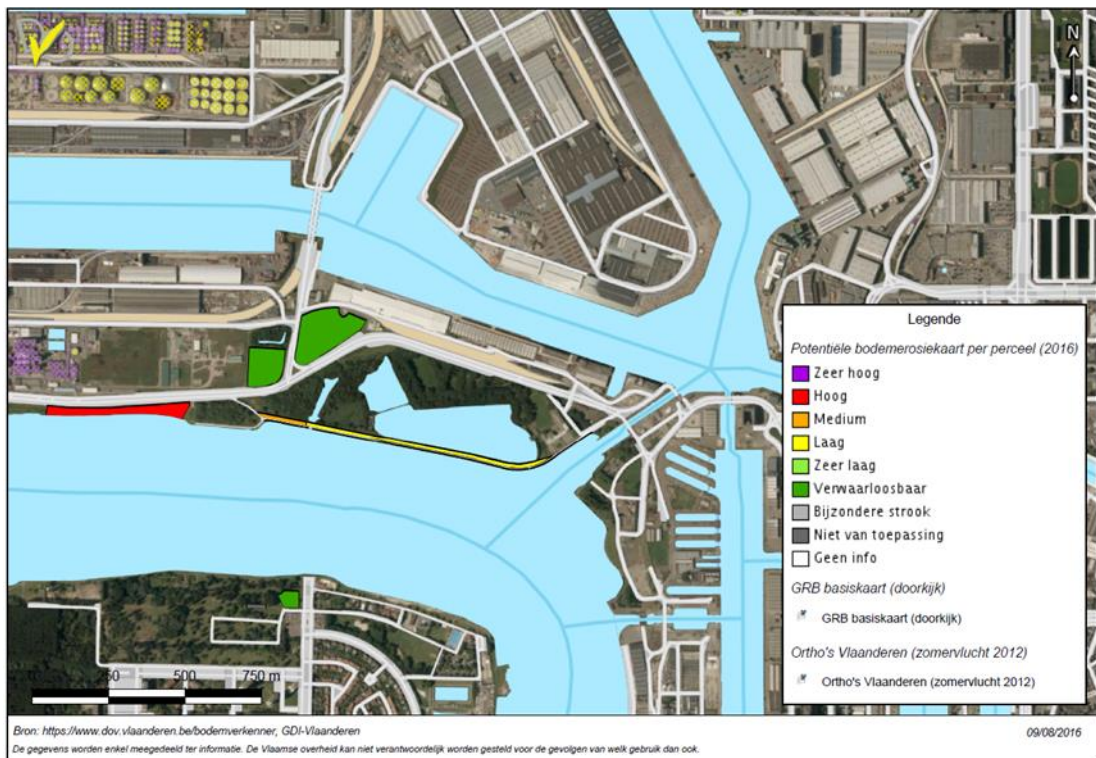 N
Legende
Potentiële bodemerosiekaart per perceel (2016)
Zeer hoog
Hoog
Medium
Laag
Zeer laag
Verwaarloosbaar
Bijzondere strook
Niet van toepassing
Geen info
GRB basiskaart (doorkijk)
GRB basiskaart (doorkijk)
Ortho's Vlaanderen (zomervlucht 2012)
Ortho's Vlaanderen (zomervlucht 2012)
0 250 500 750 m
Bron: https://www.dov.vlaanderen.be/bodemverkenner, GDI-Vlaanderen 09/08/2016
De gegevens worden enkel meegedeeld ter informatie. De Vlaamse overheid kan niet verantwoordelijk worden gesteld voor de gevolgen van welk gebruik dan ook.